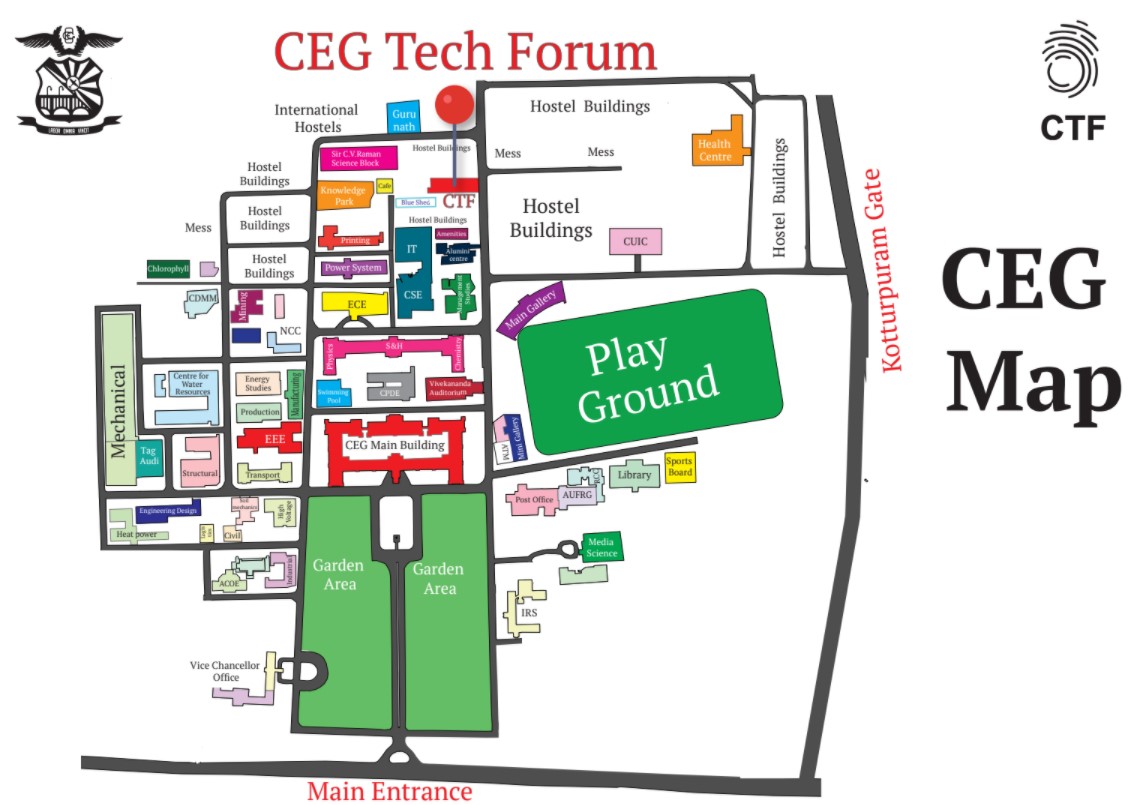 CEG Tech Forum
CTF
CEG
Map
International
Hostels
Guru
nath
Hostel Buildings
Sir C.V.Raman
Science Block
Hostel Buildings
Mess
Mess
Health
Centre
Hostel Buildings
Kotturpuram Gate
Hostel
Buildings
Knowledge
Park
Cafe
Blue Shed
CTF
Hostel
Buildings
Hostel
Buildings
Hostel Buildings
Mess
Printing
IT
Amenities
Alumni
centre
CUIC
Chlorophyll
Hostel
Buildings
Power System
CSE
Management
Studies
CDMM
Mining
ECE
Main Gallery
NCC
Play
Ground
Physics
S&H
Chemistry
Mechanical
Centre for
Water
Resources
Energy
Studies
Manufacturing
Swimming
Pool
CPDE
Vivekananda
Auditorium
Production
EEE
CEG Main Building
ATM
Mini Gallery
Tag
Audi
Structural
Transport
Library
Sports
Board
RCC
Post Office
AUFRG
Engineering Design
Soil
mechanics
High
Voltage
Heat power
Civil
Media
Science
Garden
Area
Garden
Area
ACOE
Industrial
IRS
Vice Chancellor
Office
Main Entrance